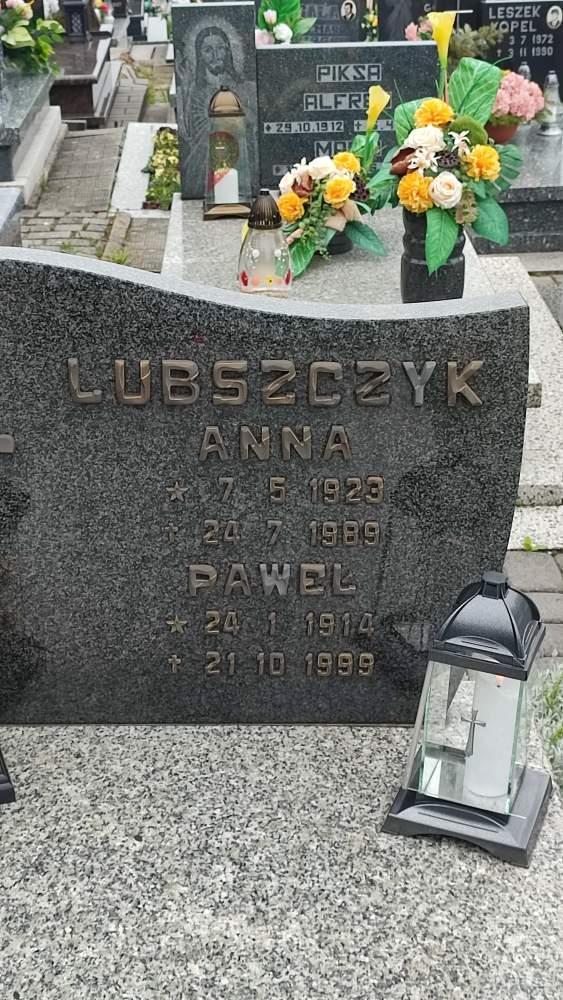 LESZEK
KOPEL
3 7 1972
† 3 11 1990
PIKSA
ALFRE
* 29.10.1912 *
LUBSZCZYK
ANNA
* 7 5 1923
† 24 7 1989
PAWEŁ
* 24 1 1914
† 21 10 1999